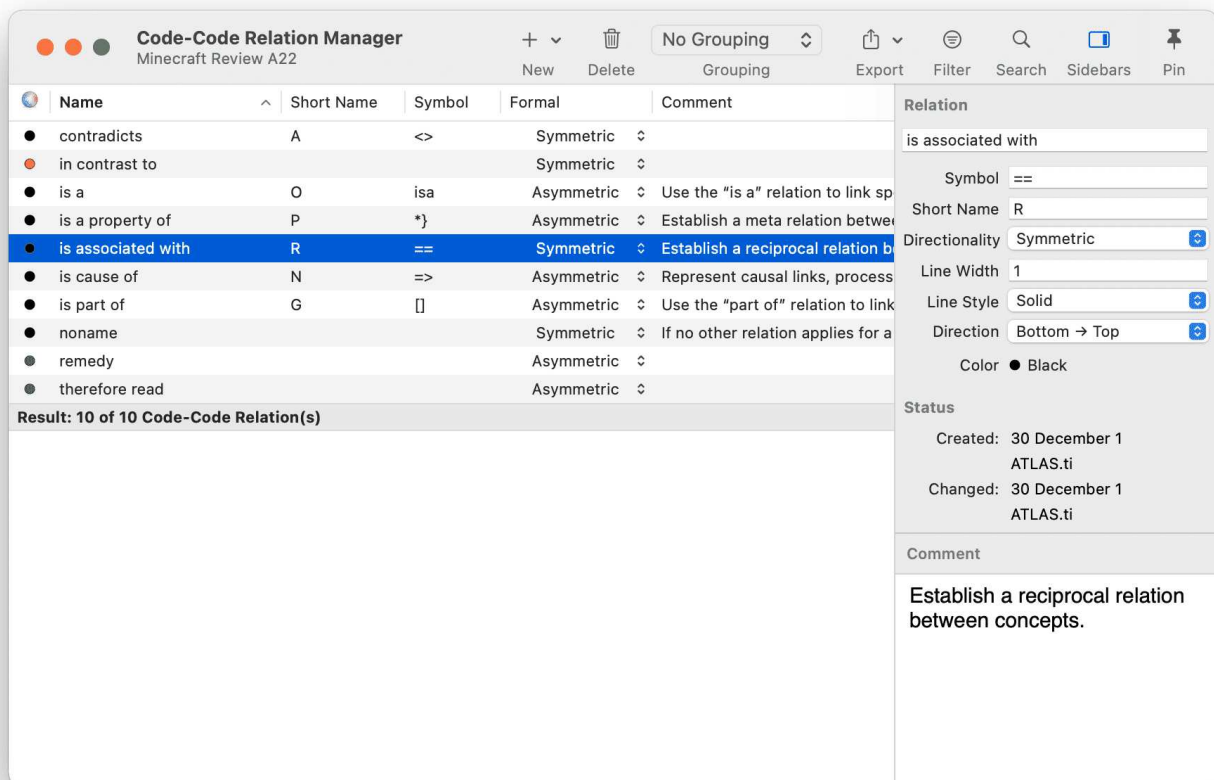 Code-Code Relation Manager
Minecraft Review A22
New
Delete
No Grouping
Grouping
Export
Filter
Search
Sidebars
Pin
Name Short Name Symbol Formal Comment
contradicts A <> Symmetric
in contrast to Symmetric
is a O isa Asymmetric Use the “is a” relation to link sp
is a property of P *} Asymmetric Establish a meta relation betwee
is associated with R == Symmetric Establish a reciprocal relation b
is cause of N => Asymmetric Represent causal links, process
is part of G [] Asymmetric Use the “part of” relation to link
noname Symmetric If no other relation applies for a
remedy Asymmetric
therefore read Asymmetric
Result: 10 of 10 Code-Code Relation(s)
Relation
is associated with
Symbol ==
Short Name R
Directionality Symmetric
Line Width 1
Line Style Solid
Direction Bottom → Top
Color Black
Status
Created: 30 December 1
ATLAS.ti
Changed: 30 December 1
ATLAS.ti
Comment
Establish a reciprocal relation
between concepts.